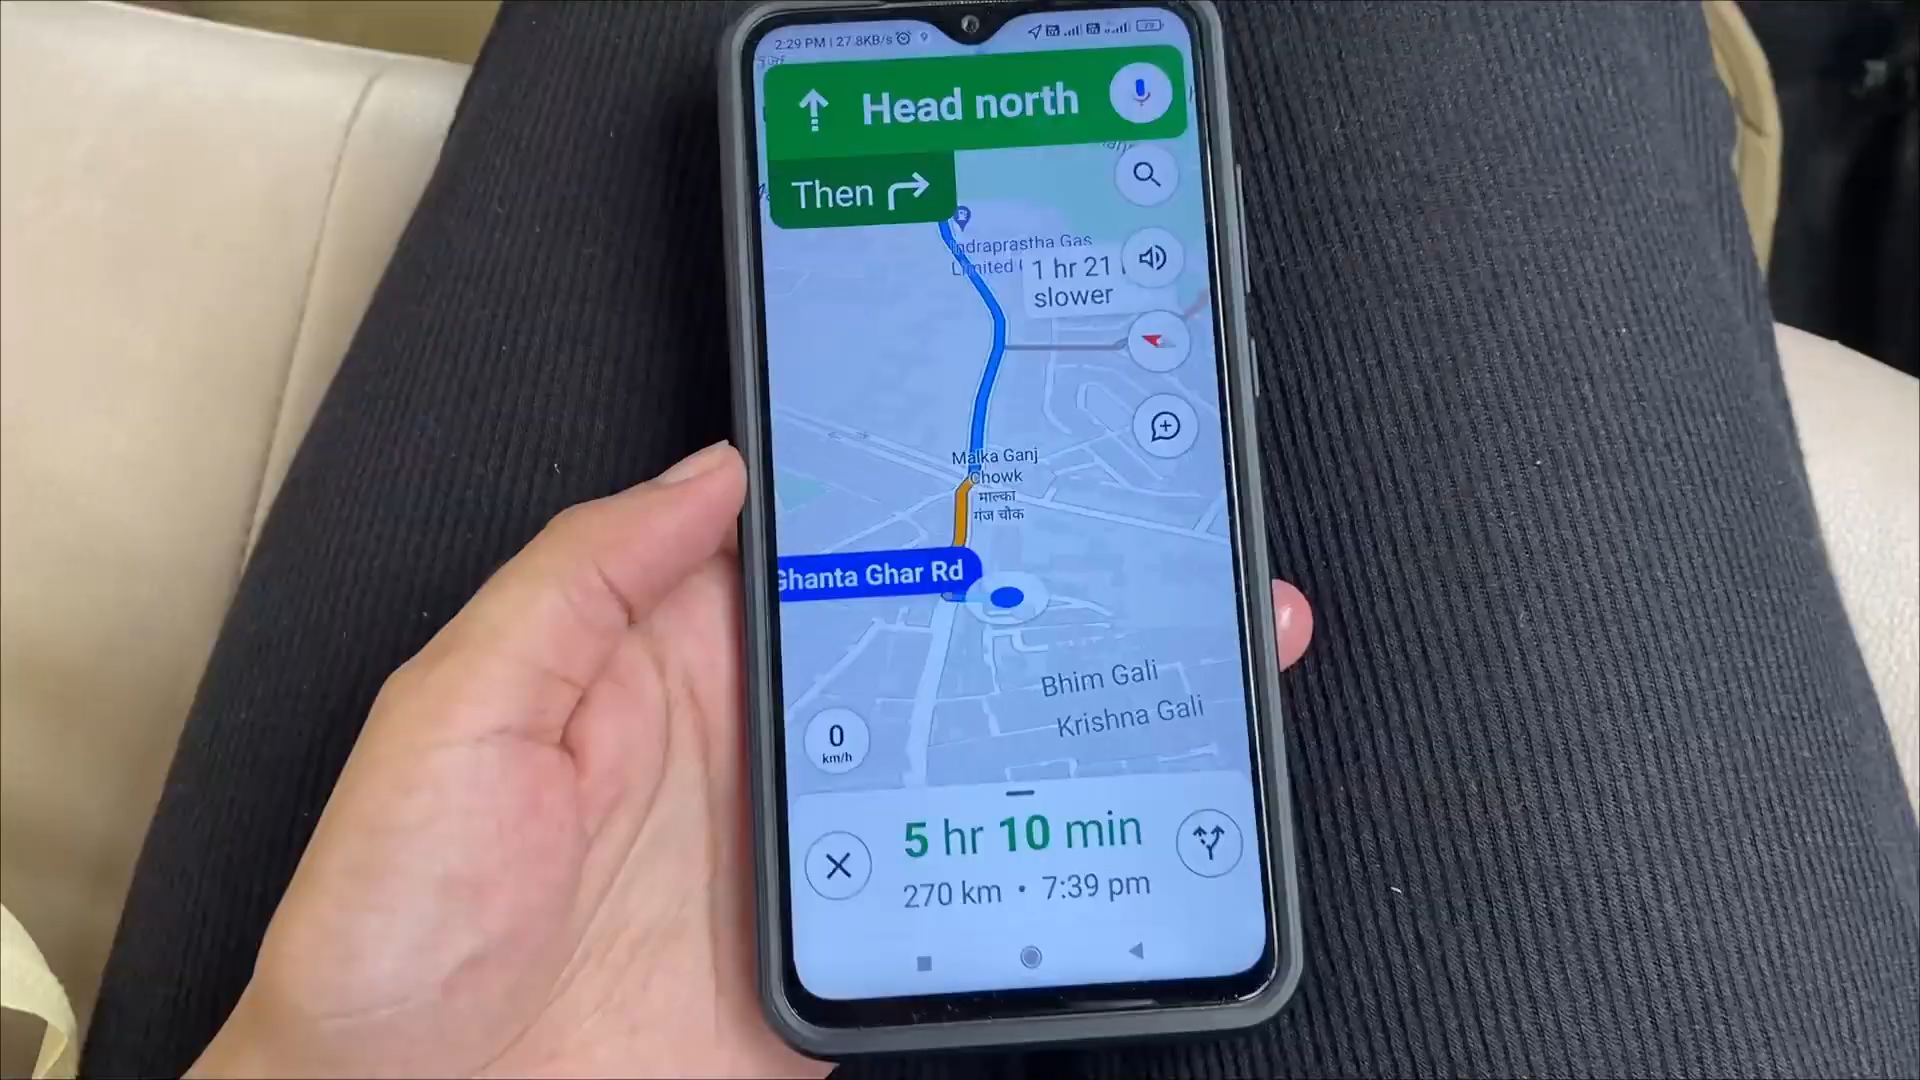 2:29 PM | 27.8KB/s
Head north
Then
Indraprastha Gas
Limited
1 hr 21
slower
Malka Ganj
Chowk
माल्का
गंज चौक
Ghanta Ghar Rd
Bhim Gali
Krishna Gali
0
km/h
5 hr 10 min
270 km • 7:39 pm